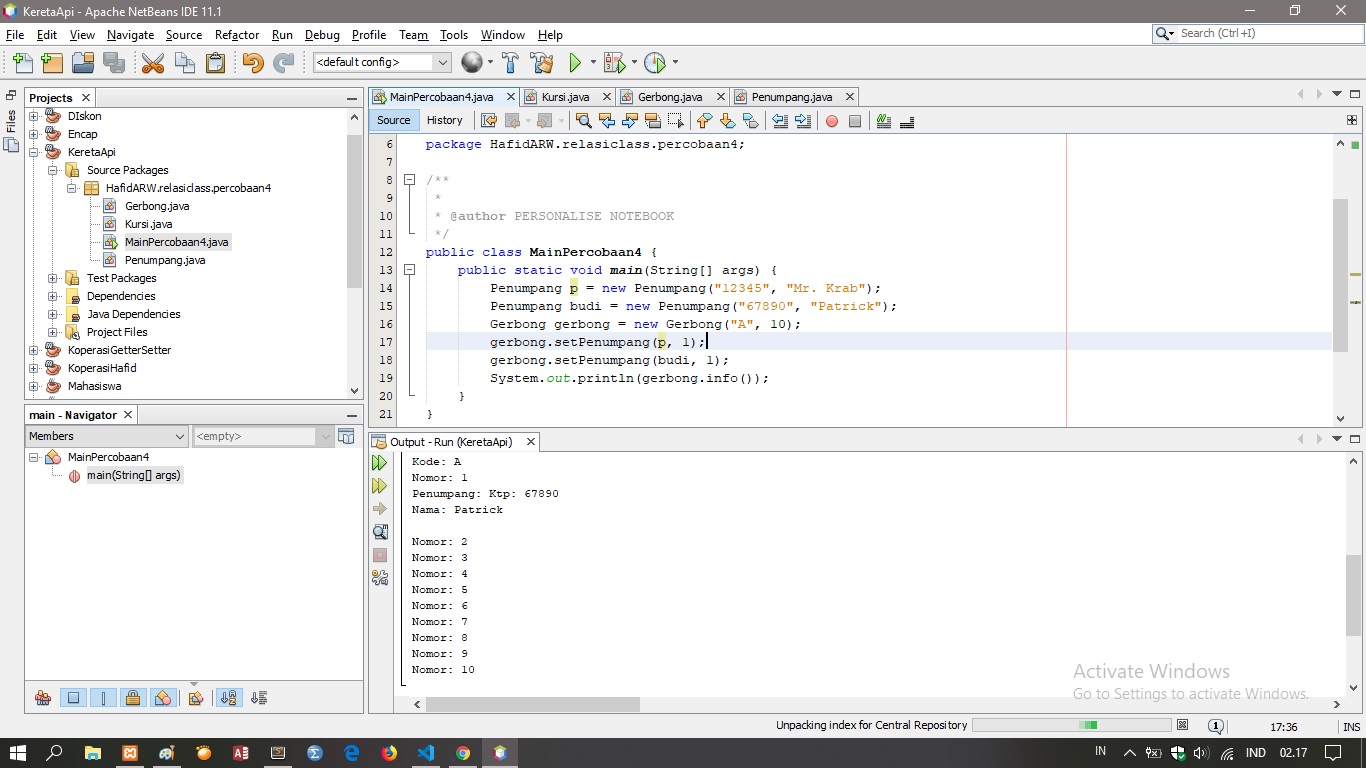 KeretaApi - Apache NetBeans IDE 11.1
File Edit View Navigate Source Refactor Run Debug Profile Team Tools Window Help
Search (Ctrl+I)
<default config>
Files
Projects
DIskon
Encap
KeretaApi
Source Packages
HafidARW.relasiclass.percobaan4
Gerbong.java
Kursi.java
MainPercobaan4.java
Penumpang.java
Test Packages
Dependencies
Java Dependencies
Project Files
KoperasiGetterSetter
KoperasiHafid
Mahasiswa
main - Navigator
Members
<empty>
MainPercobaan4
main(String[] args)
MainPercobaan4.java Kursi.java Gerbong.java Penumpang.java
Source History
6 package HafidARW.relasiclass.percobaan4;
7
8 /**
9 *
10 * @author PERSONALISE NOTEBOOK
11 */
12 public class MainPercobaan4 {
13 public static void main(String[] args) {
14 Penumpang p = new Penumpang("12345", "Mr. Krab");
15 Penumpang budi = new Penumpang("67890", "Patrick");
16 Gerbong gerbong = new Gerbong("A", 10);
17 gerbong.setPenumpang(p, 1);
18 gerbong.setPenumpang(budi, 1);
19 System.out.println(gerbong.info());
20 }
21 }
Output - Run (KeretaApi)
Kode: A
Nomor: 1
Penumpang: Ktp: 67890
Nama: Patrick
Nomor: 2
Nomor: 3
Nomor: 4
Nomor: 5
Nomor: 6
Nomor: 7
Nomor: 8
Nomor: 9
Nomor: 10
Activate Windows
Go to Settings to activate Windows.
Unpacking index for Central Repository
1
17:36
INS
IN
IND
02.17